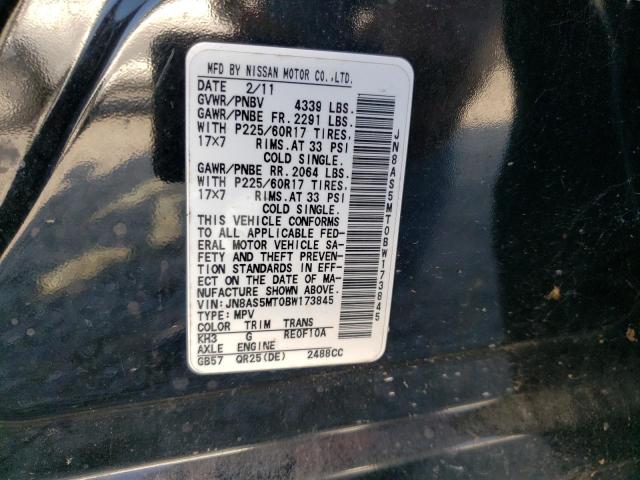 MFD BY NISSAN MOTOR CO.,LTD.
DATE 2/11
GVWR/PNBV 4339 LBS.
GAWR/PNBE FR. 2291 LBS.
WITH P225/60R17 TIRES.
17x7 RIMS. AT 33 PSI
COLD SINGLE.
GAWR/PNBE RR. 2064 LBS.
WITH P225/60R17 TIRES.
17x7 RIMS. AT 33 PSI
COLD SINGLE.
THIS VEHICLE CONFORMS
TO ALL APPLICABLE FED-
ERAL MOTOR VEHICLE SA-
FETY AND THEFT PREVEN-
TION STANDARDS IN EFF-
ECT ON THE DATE OF MA-
NUFACTURE SHOWN ABOVE.
VIN: JN8AS5MT0BW173845
TYPE: MPV
COLOR TRIM TRANS
KH3 G RE0F10A
AXLE ENGINE
GB57 QR25(DE) 2488CC
JN8AS5MT0BW173845